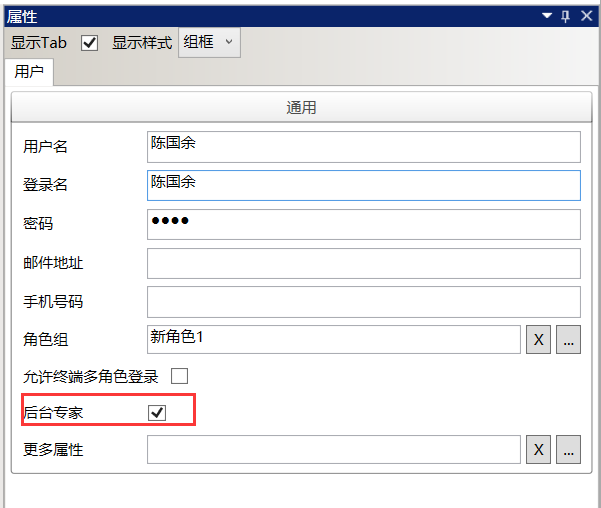 属性
显示Tab 显示样式 组框
用户
通用
用户名 陈国余
登录名 陈国余
密码 ●●●●
邮件地址
手机号码
角色组 新角色1 X ...
允许终端多角色登录
后台专家
更多属性 X ...